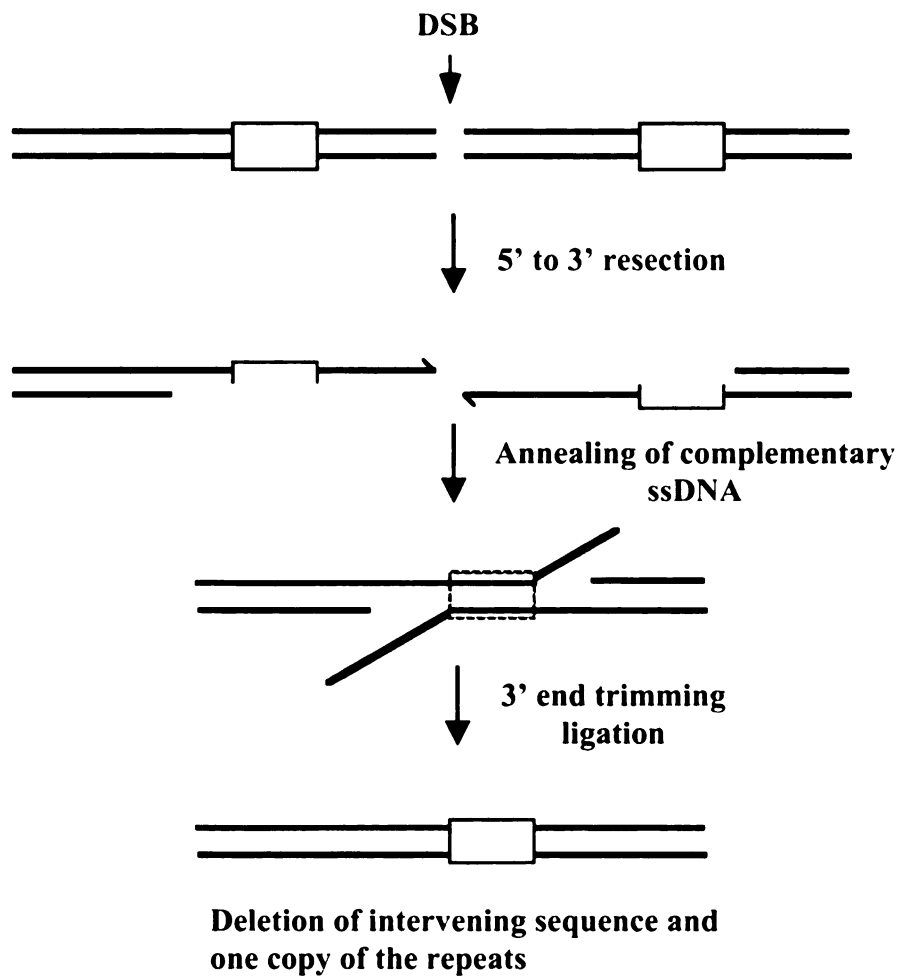 DSB
5’ to 3’ resection
Annealing of complementary
ssDNA
3’ end trimming
ligation
Deletion of intervening sequence and
one copy of the repeats